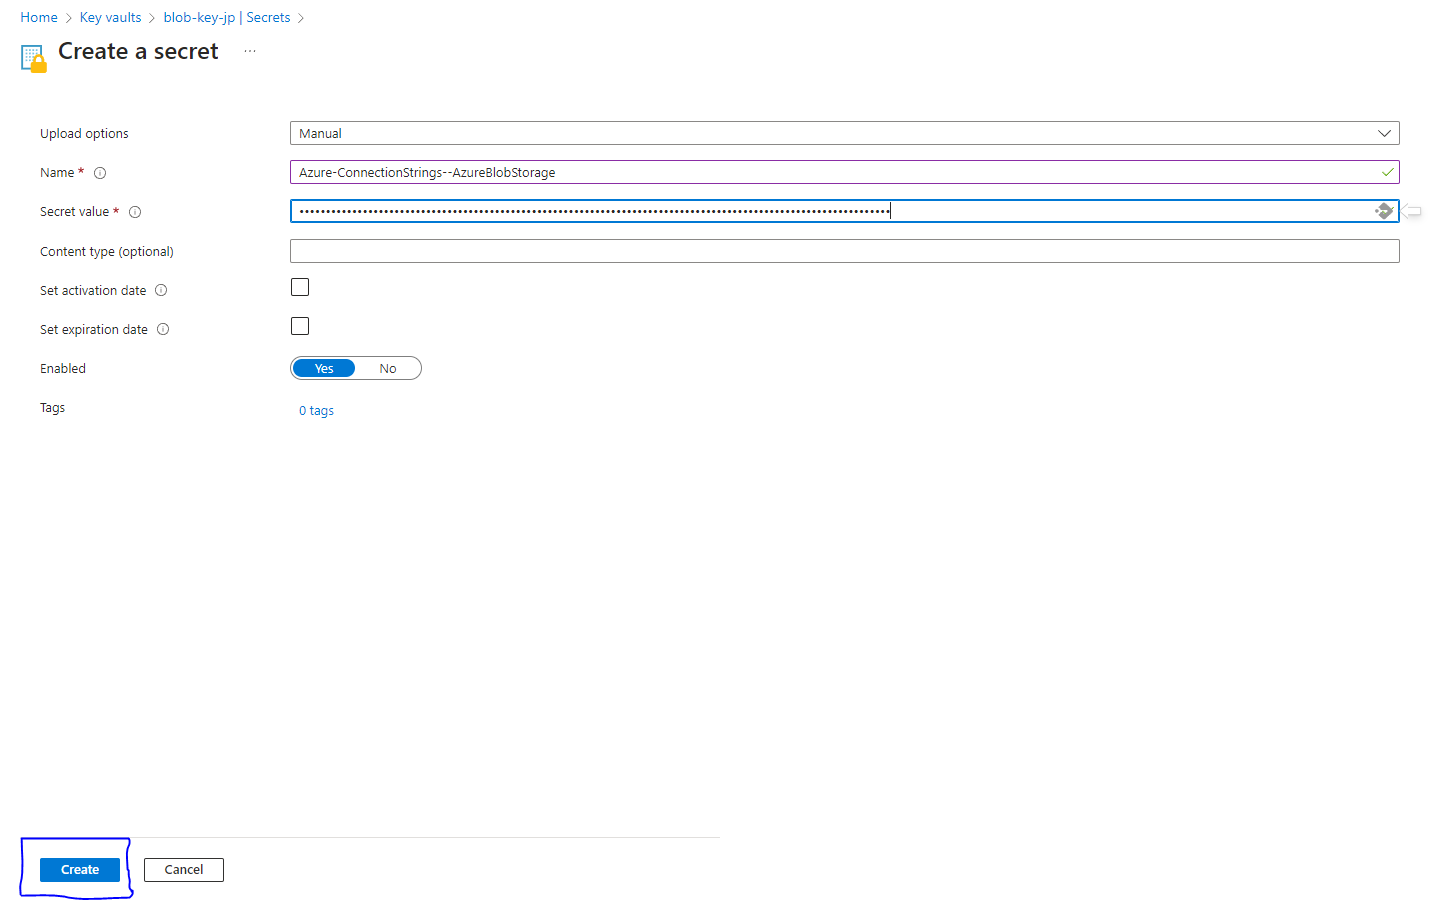 Home > Key vaults > blob-key-jp | Secrets >
Create a secret ...
Upload options
Manual
Name *
Azure-ConnectionStrings--AzureBlobStorage
Secret value *
••••••••••••••••••••••••••••••••••••••••••••••••••••••••••••••••••••••••••••••••••••••••••••••••••••••••••••••••
Content type (optional)
Set activation date
Set expiration date
Enabled
Yes No
Tags
0 tags
Create Cancel